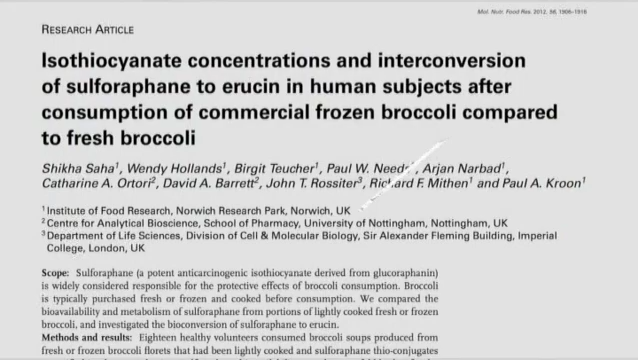 Mol. Nutr. Food Res. 2012, 56, 1906–1916
RESEARCH ARTICLE
Isothiocyanate concentrations and interconversion
of sulforaphane to erucin in human subjects after
consumption of commercial frozen broccoli compared
to fresh broccoli
Shikha Saha¹, Wendy Hollands¹, Birgit Teucher¹, Paul W. Needs¹, Arjan Narbad¹,
Catharine A. Ortori², David A. Barrett², John T. Rossiter³, Richard F. Mithen¹ and Paul A. Kroon¹
¹ Institute of Food Research, Norwich Research Park, Norwich, UK
² Centre for Analytical Bioscience, School of Pharmacy, University of Nottingham, Nottingham, UK
³ Department of Life Sciences, Division of Cell & Molecular Biology, Sir Alexander Fleming Building, Imperial
College, London, UK
Scope: Sulforaphane (a potent anticarcinogenic isothiocyanate derived from glucoraphanin)
is widely considered responsible for the protective effects of broccoli consumption. Broccoli
is typically purchased fresh or frozen and cooked before consumption. We compared the
bioavailability and metabolism of sulforaphane from portions of lightly cooked fresh or frozen
broccoli, and investigated the bioconversion of sulforaphane to erucin.
Methods and results: Eighteen healthy volunteers consumed broccoli soups produced from
fresh or frozen broccoli florets that had been lightly cooked and sulforaphane thio-conjugates